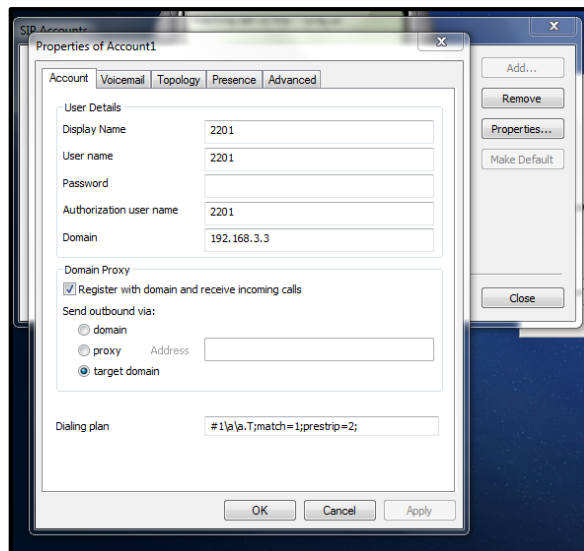 SIP Accounts
Properties of Account1
Account Voicemail Topology Presence Advanced
User Details
Display Name 2201
User name 2201
Password
Authorization user name 2201
Domain 192.168.3.3
Domain Proxy
Register with domain and receive incoming calls
Send outbound via:
domain
proxy Address
target domain
Dialing plan #1\a\a.T;match=1;prestrip=2;
OK Cancel Apply
Add...
Remove
Properties...
Make Default
Close